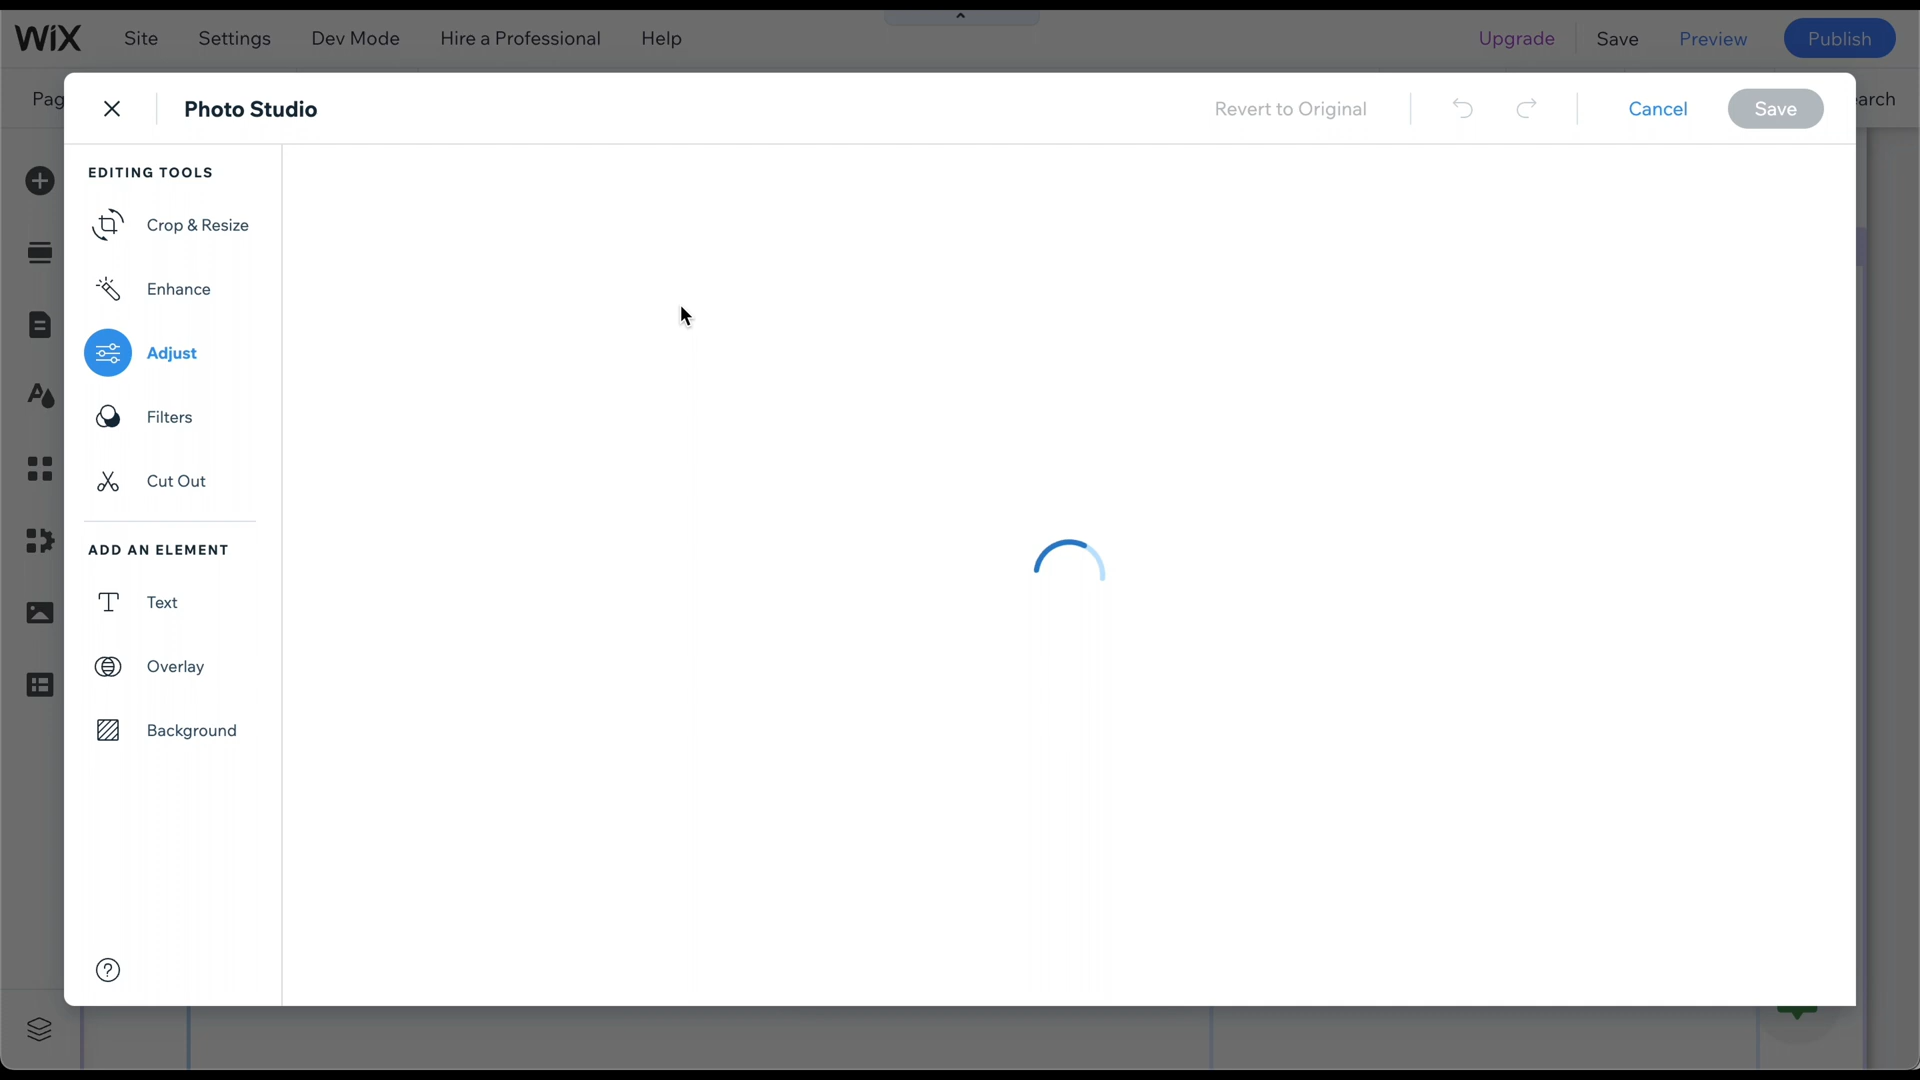 WIX Site Settings Dev Mode Hire a Professional Help Upgrade Save Preview Publish
Pag Photo Studio Revert to Original Cancel Save earch
EDITING TOOLS
Crop & Resize
Enhance
Adjust
Filters
Cut Out
ADD AN ELEMENT
Text
Overlay
Background
?